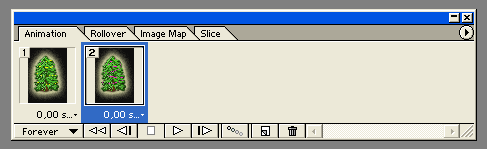 Animation Rollover Image Map Slice
1 2
0,00 s... 0,00 s...
Forever